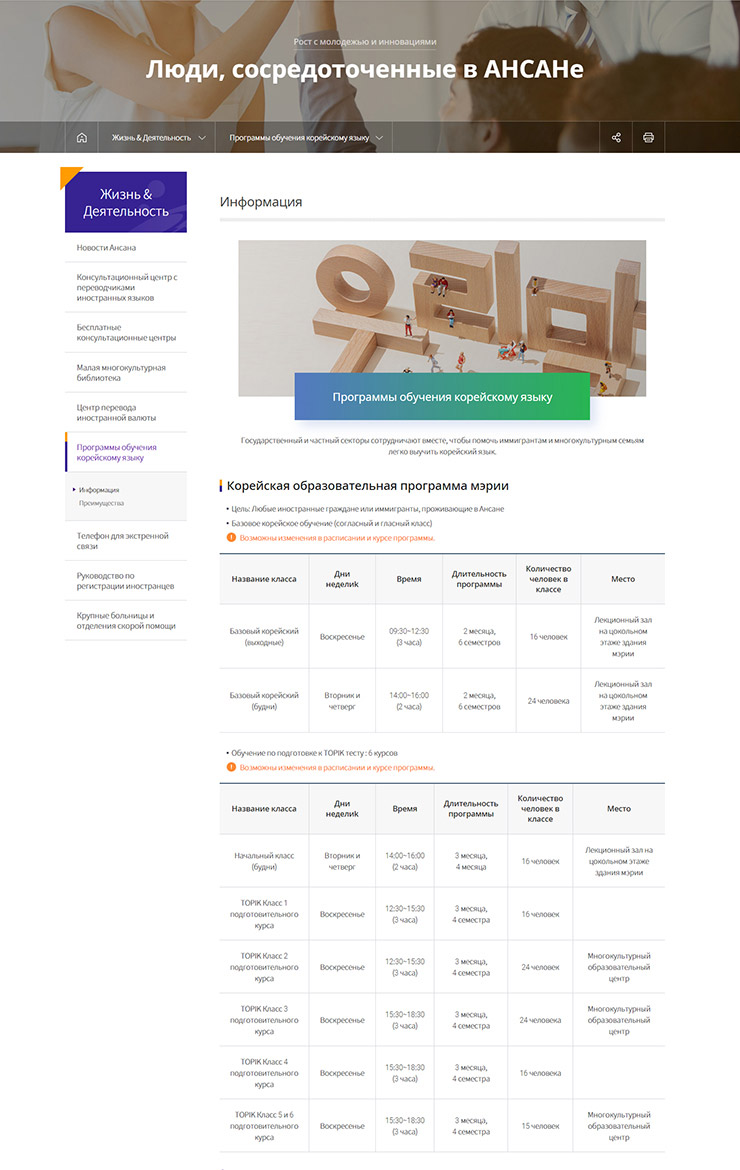 Рост с молодежью и инновациями
Люди, сосредоточенные в АНСАНе
Жизнь & Деятельность
Программы обучения корейскому языку
Жизнь &
Деятельность
Новости Ансана
Консультационный центр с
переводчиками
иностранных языков
Бесплатные
консультационные центры
Малая многокультурная
библиотека
Центр перевода
иностранной валюты
Программы обучения
корейскому языку
Информация
Преимущества
Телефон для экстренной
связи
Руководство по
регистрации иностранцев
Крупные больницы и
отделения скорой помощи
Информация
Программы обучения корейскому языку
Государственный и частный секторы сотрудничают вместе, чтобы помочь иммигрантам и многокультурным семьям
легко выучить корейский язык.
Корейская образовательная программа мэрии
• Цель: Любые иностранные граждане или иммигранты, проживающие в Ансане
• Базовое корейское обучение (согласный и гласный класс)
! Возможны изменения в расписании и курсе программы.
Название класса Дни неделиk Время Длительность программы Количество человек в классе Место
Базовый корейский (выходные) Воскресенье 09:30~12:30 (3 часа) 2 месяца, 6 семестров 16 человек Лекционный зал на цокольном этаже здания мэрии
Базовый корейский (будни) Вторник и четверг 14:00~16:00 (2 часа) 2 месяца, 6 семестров 24 человека Лекционный зал на цокольном этаже здания мэрии
• Обучение по подготовке к TOPIK тесту : 6 курсов
! Возможны изменения в расписании и курсе программы.
Название класса Дни неделиk Время Длительность программы Количество человек в классе Место
Начальный класс (будни) Вторник и четверг 14:00~16:00 (2 часа) 3 месяца, 4 месяца 16 человек Лекционный зал на цокольном этаже здания мэрии
TOPIK Класс 1 подготовительного курса Воскресенье 12:30~15:30 (3 часа) 3 месяца, 4 семестра 16 человек
TOPIK Класс 2 подготовительного курса Воскресенье 12:30~15:30 (3 часа) 3 месяца, 4 семестра 24 человек Многокультурный образовательный центр
TOPIK Класс 3 подготовительного курса Воскресенье 15:30~18:30 (3 часа) 3 месяца, 4 семестра 24 человека Многокультурный образовательный центр
TOPIK Класс 4 подготовительного курса Воскресенье 15:30~18:30 (3 часа) 3 месяца, 4 семестра 16 человека
TOPIK Класс 5 и 6 подготовительного курса Воскресенье 15:30~18:30 (3 часа) 3 месяца, 4 семестра 15 человек Многокультурный образовательный центр